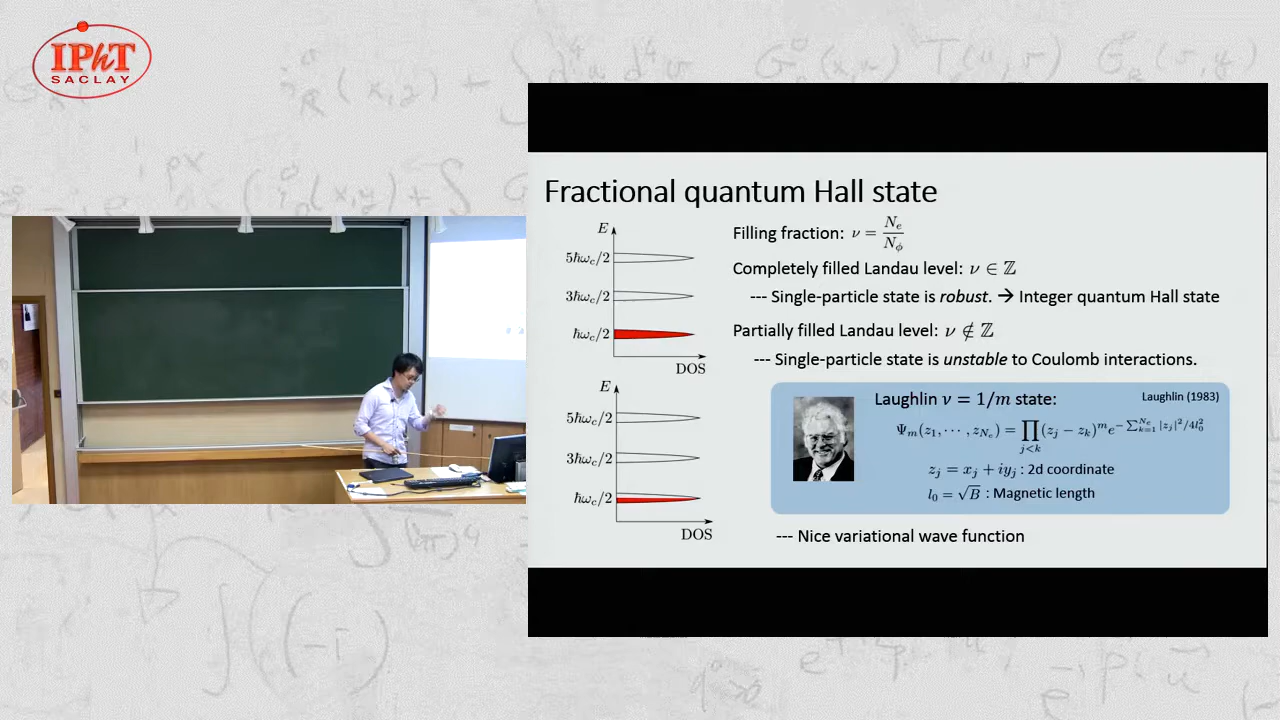 IPhT
SACLAY
Fractional quantum Hall state
E
5ħω_c/2
3ħω_c/2
ħω_c/2
DOS
E
5ħω_c/2
3ħω_c/2
ħω_c/2
DOS
Filling fraction: ν = N_e/N_ϕ
Completely filled Landau level: ν ∈ ℤ
--- Single-particle state is robust. → Integer quantum Hall state
Partially filled Landau level: ν ∉ ℤ
--- Single-particle state is unstable to Coulomb interactions.
Laughlin ν = 1/m state:
Laughlin (1983)
Ψ_m(z_1, ⋯, z_{N_e}) = ∏_{j<k} (z_j − z_k)^m e^{−∑_{k=1}^{N_e} |z_j|^2/4l_0^2}
z_j = x_j + iy_j : 2d coordinate
l_0 = √B : Magnetic length
--- Nice variational wave function